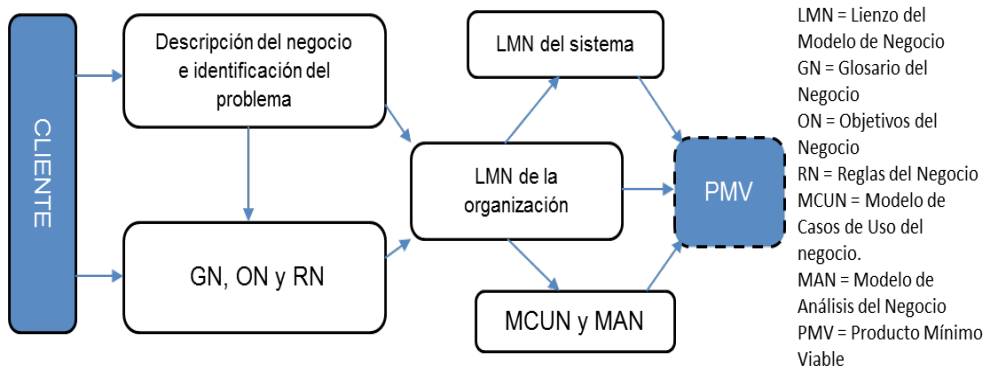 CLIENTE
Descripción del negocio
e identificación del
problema
GN, ON y RN
LMN del sistema
LMN de la
organización
MCUN y MAN
PMV
LMN = Lienzo del
Modelo de Negocio
GN = Glosario del
Negocio
ON = Objetivos del
Negocio
RN = Reglas del Negocio
MCUN = Modelo de
Casos de Uso del
negocio.
MAN = Modelo de
Análisis del Negocio
PMV = Producto Mínimo
Viable